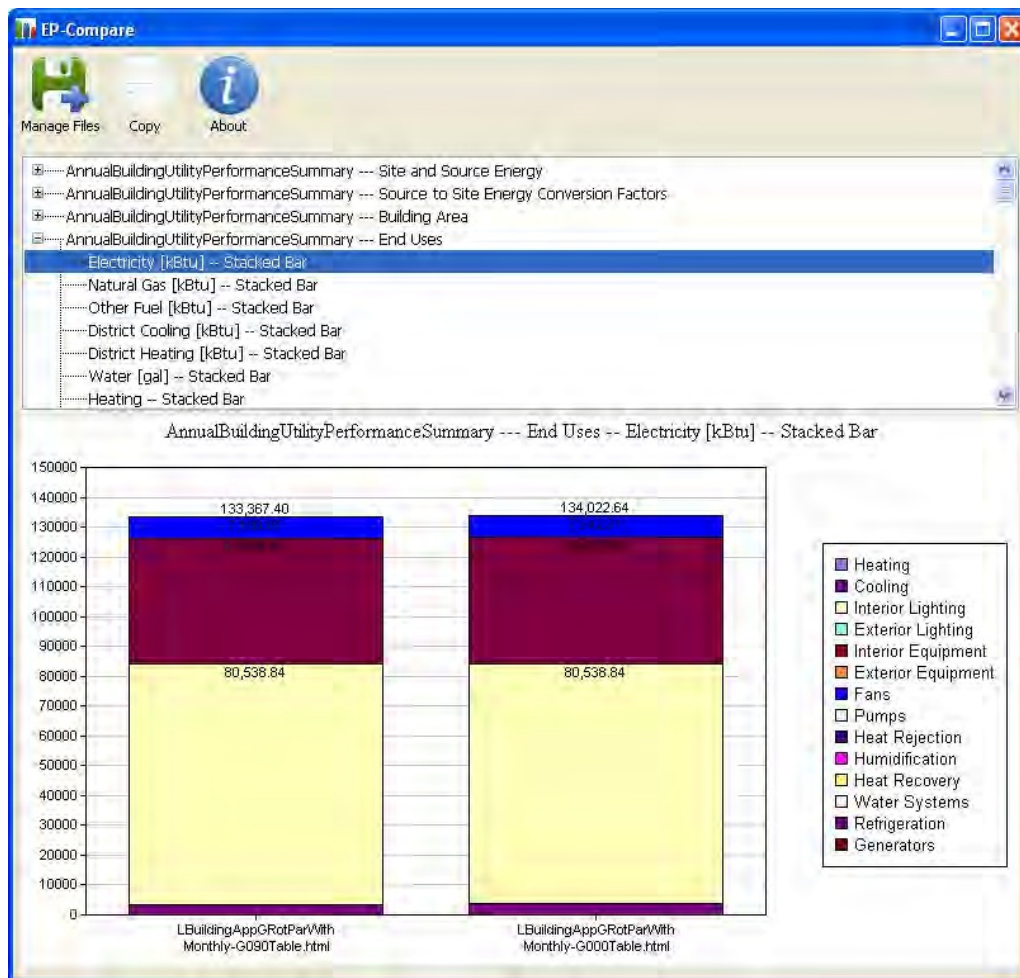 EP-Compare
Manage Files
Copy
About
AnnualBuildingUtilityPerformanceSummary --- Site and Source Energy
AnnualBuildingUtilityPerformanceSummary --- Source to Site Energy Conversion Factors
AnnualBuildingUtilityPerformanceSummary --- Building Area
AnnualBuildingUtilityPerformanceSummary --- End Uses
Electricity [kBtu] -- Stacked Bar
Natural Gas [kBtu] -- Stacked Bar
Other Fuel [kBtu] -- Stacked Bar
District Cooling [kBtu] -- Stacked Bar
District Heating [kBtu] -- Stacked Bar
Water [gal] -- Stacked Bar
Heating -- Stacked Bar
AnnualBuildingUtilityPerformanceSummary --- End Uses -- Electricity [kBtu] -- Stacked Bar
150000
140000
130000
120000
110000
100000
90000
80000
70000
60000
50000
40000
30000
20000
10000
0
133,367.40
134,022.64
80,538.84
80,538.84
LBuildingAppGRotParWith
Monthly-G090Table.html
LBuildingAppGRotParWith
Monthly-G000Table.html
Heating
Cooling
Interior Lighting
Exterior Lighting
Interior Equipment
Exterior Equipment
Fans
Pumps
Heat Rejection
Humidification
Heat Recovery
Water Systems
Refrigeration
Generators